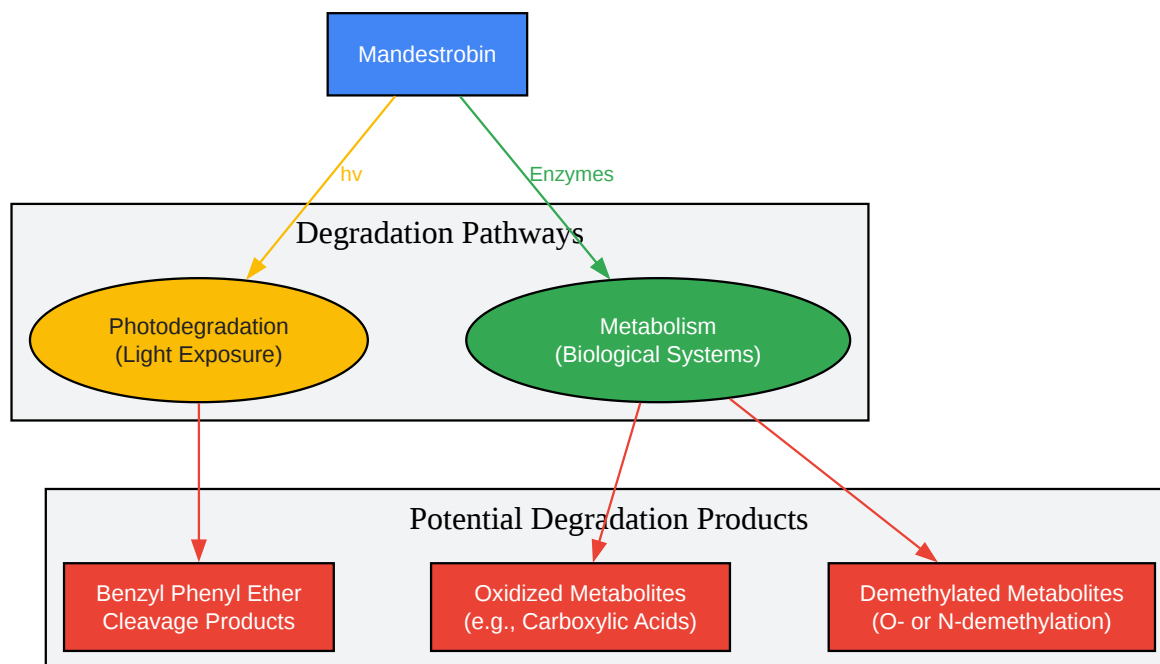 Mandestrobin
hv
Enzymes
Degradation Pathways
Photodegradation
(Light Exposure)
Metabolism
(Biological Systems)
Potential Degradation Products
Benzyl Phenyl Ether
Cleavage Products
Oxidized Metabolites
(e.g., Carboxylic Acids)
Demethylated Metabolites
(O- or N-demethylation)